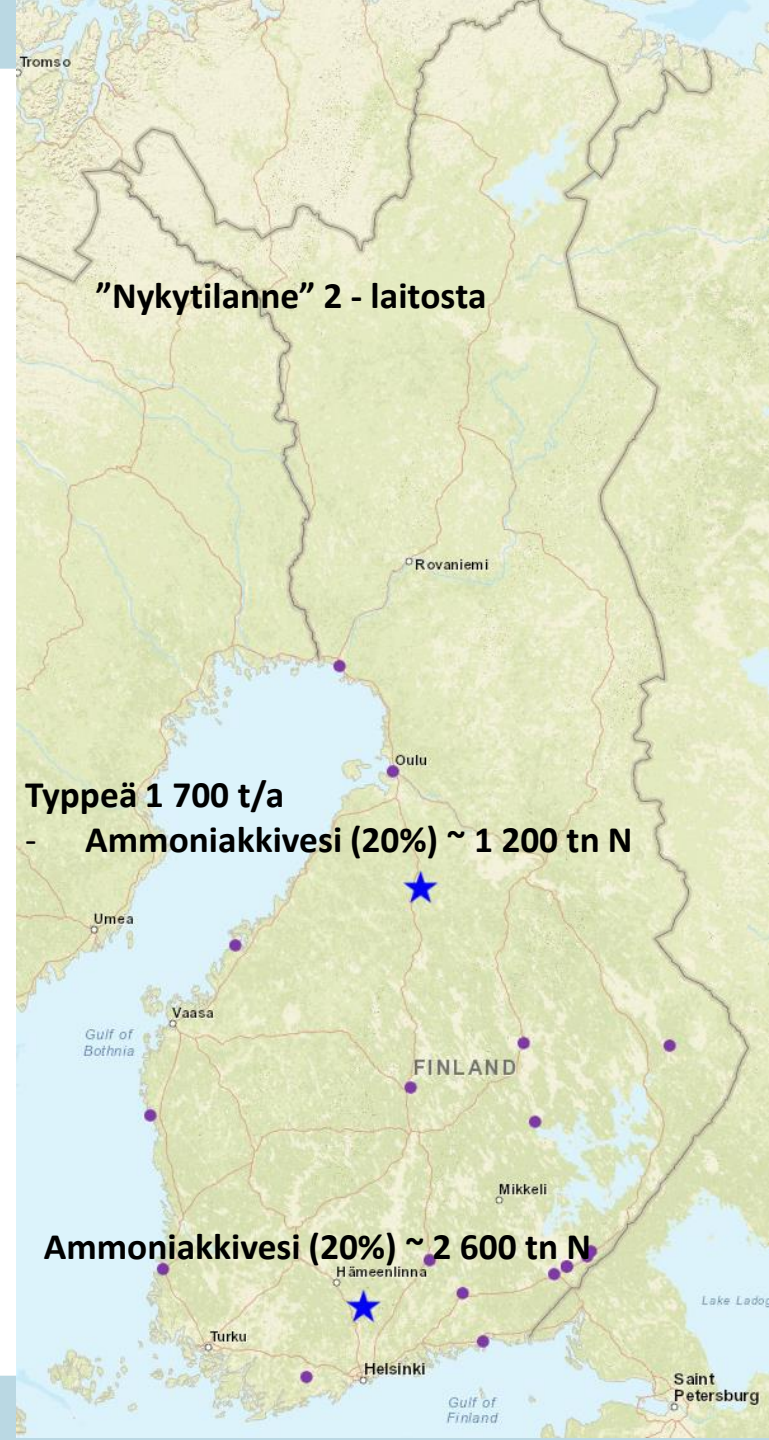 Tromso
”Nykytilanne” 2 - laitosta
Rovaniemi
Oulu
Typpeä 1 700 t/a
- Ammoniakkivesi (20%) ~ 1 200 tn N
Umea
Vaasa
Gulf of
Bothnia
FINLAND
Mikkeli
Ammoniakkivesi (20%) ~ 2 600 tn N
Hämeenlinna
Lake Ladog
Turku
Helsinki
Saint
Petersburg
Gulf of
Finland